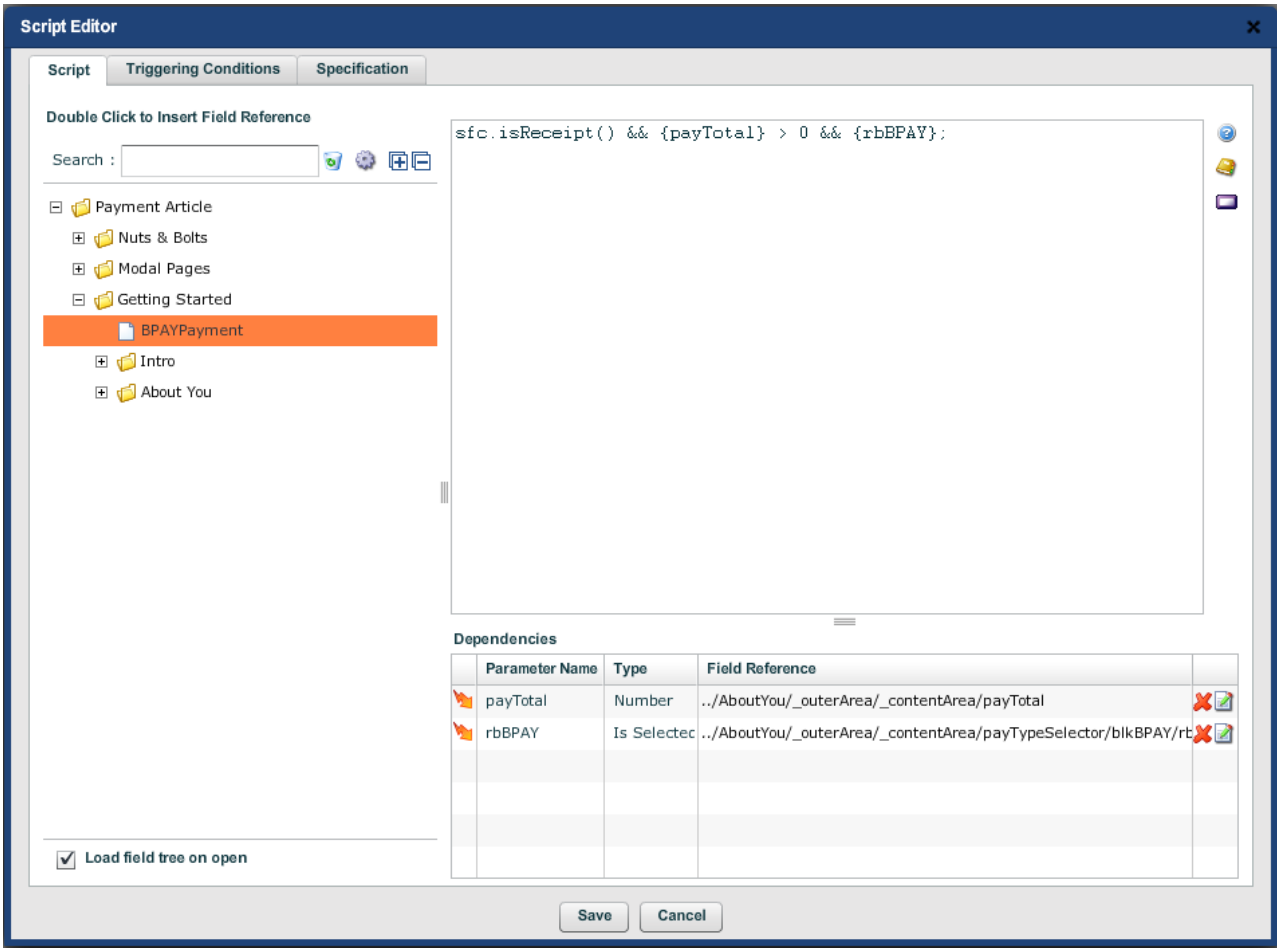 Script Editor
Script
Triggering Conditions
Specification
Double Click to Insert Field Reference
Search :
Payment Article
Nuts & Bolts
Modal Pages
Getting Started
BPAYPayment
Intro
About You
Load field tree on open
sfc.isReceipt() && {payTotal} > 0 && {rbBPAY};
Dependencies
Parameter Name Type Field Reference
payTotal Number ../AboutYou/_outerArea/_contentArea/payTotal
rbBPAY Is Selected ../AboutYou/_outerArea/_contentArea/payTypeSelector/blkBPAY/rb
Save
Cancel